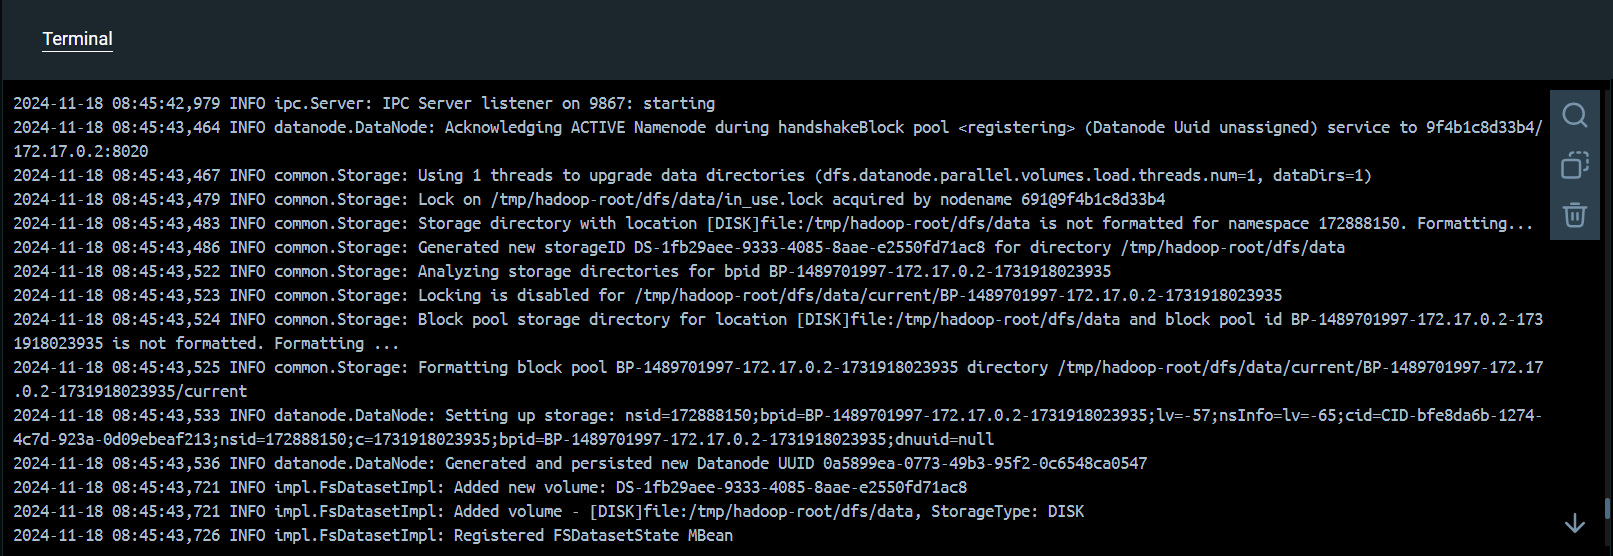 Terminal
2024-11-18 08:45:42,979 INFO ipc.Server: IPC Server listener on 9867: starting
2024-11-18 08:45:43,464 INFO datanode.DataNode: Acknowledging ACTIVE Namenode during handshakeBlock pool <registering> (Datanode Uuid unassigned) service to 9f4b1c8d33b4/
172.17.0.2:8020
2024-11-18 08:45:43,467 INFO common.Storage: Using 1 threads to upgrade data directories (dfs.datanode.parallel.volumes.load.threads.num=1, dataDirs=1)
2024-11-18 08:45:43,479 INFO common.Storage: Lock on /tmp/hadoop-root/dfs/data/in_use.lock acquired by nodename 691@9f4b1c8d33b4
2024-11-18 08:45:43,483 INFO common.Storage: Storage directory with location [DISK]file:/tmp/hadoop-root/dfs/data is not formatted for namespace 172888150. Formatting...
2024-11-18 08:45:43,486 INFO common.Storage: Generated new storageID DS-1fb29aee-9333-4085-8aae-e2550fd71ac8 for directory /tmp/hadoop-root/dfs/data
2024-11-18 08:45:43,522 INFO common.Storage: Analyzing storage directories for bpid BP-1489701997-172.17.0.2-1731918023935
2024-11-18 08:45:43,523 INFO common.Storage: Locking is disabled for /tmp/hadoop-root/dfs/data/current/BP-1489701997-172.17.0.2-1731918023935
2024-11-18 08:45:43,524 INFO common.Storage: Block pool storage directory for location [DISK]file:/tmp/hadoop-root/dfs/data and block pool id BP-1489701997-172.17.0.2-173
1918023935 is not formatted. Formatting ...
2024-11-18 08:45:43,525 INFO common.Storage: Formatting block pool BP-1489701997-172.17.0.2-1731918023935 directory /tmp/hadoop-root/dfs/data/current/BP-1489701997-172.17
.0.2-1731918023935/current
2024-11-18 08:45:43,533 INFO datanode.DataNode: Setting up storage: nsid=172888150;bpid=BP-1489701997-172.17.0.2-1731918023935;lv=-57;nsInfo=lv=-65;cid=CID-bfe8da6b-1274-
4c7d-923a-0d09ebeaf213;nsid=172888150;c=1731918023935;bpid=BP-1489701997-172.17.0.2-1731918023935;dnuuid=null
2024-11-18 08:45:43,536 INFO datanode.DataNode: Generated and persisted new Datanode UUID 0a5899ea-0773-49b3-95f2-0c6548ca0547
2024-11-18 08:45:43,721 INFO impl.FsDatasetImpl: Added new volume: DS-1fb29aee-9333-4085-8aae-e2550fd71ac8
2024-11-18 08:45:43,721 INFO impl.FsDatasetImpl: Added volume - [DISK]file:/tmp/hadoop-root/dfs/data, StorageType: DISK
2024-11-18 08:45:43,726 INFO impl.FsDatasetImpl: Registered FSDatasetState MBean